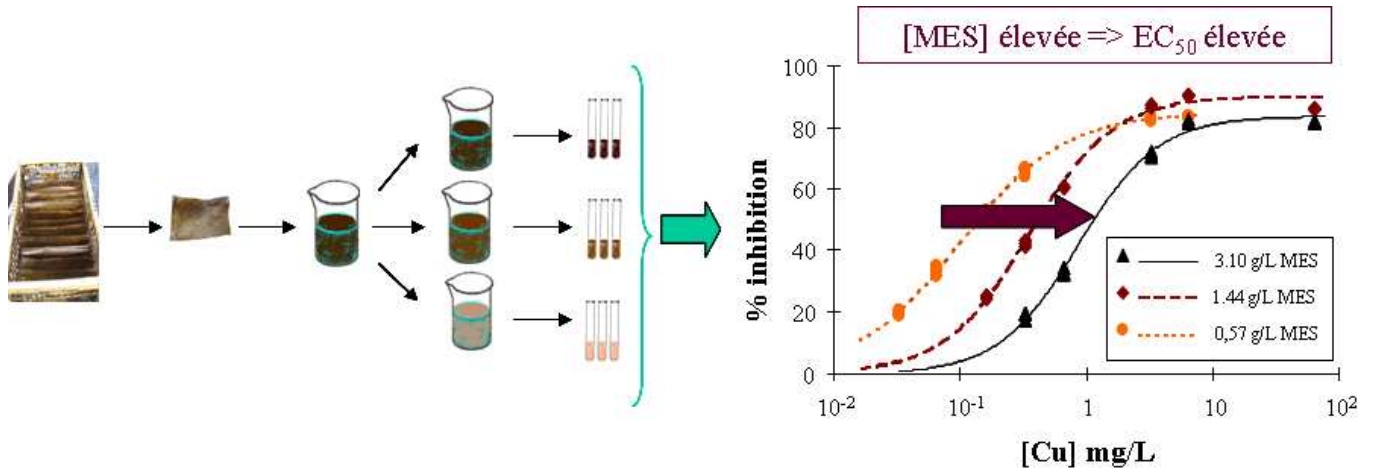 [MES] élevée => EC50 élevée
100
80
60
40
20
0
% inhibition
3.10 g/L MES
1.44 g/L MES
0,57 g/L MES
10-2
10-1
1
10
102
[Cu] mg/L